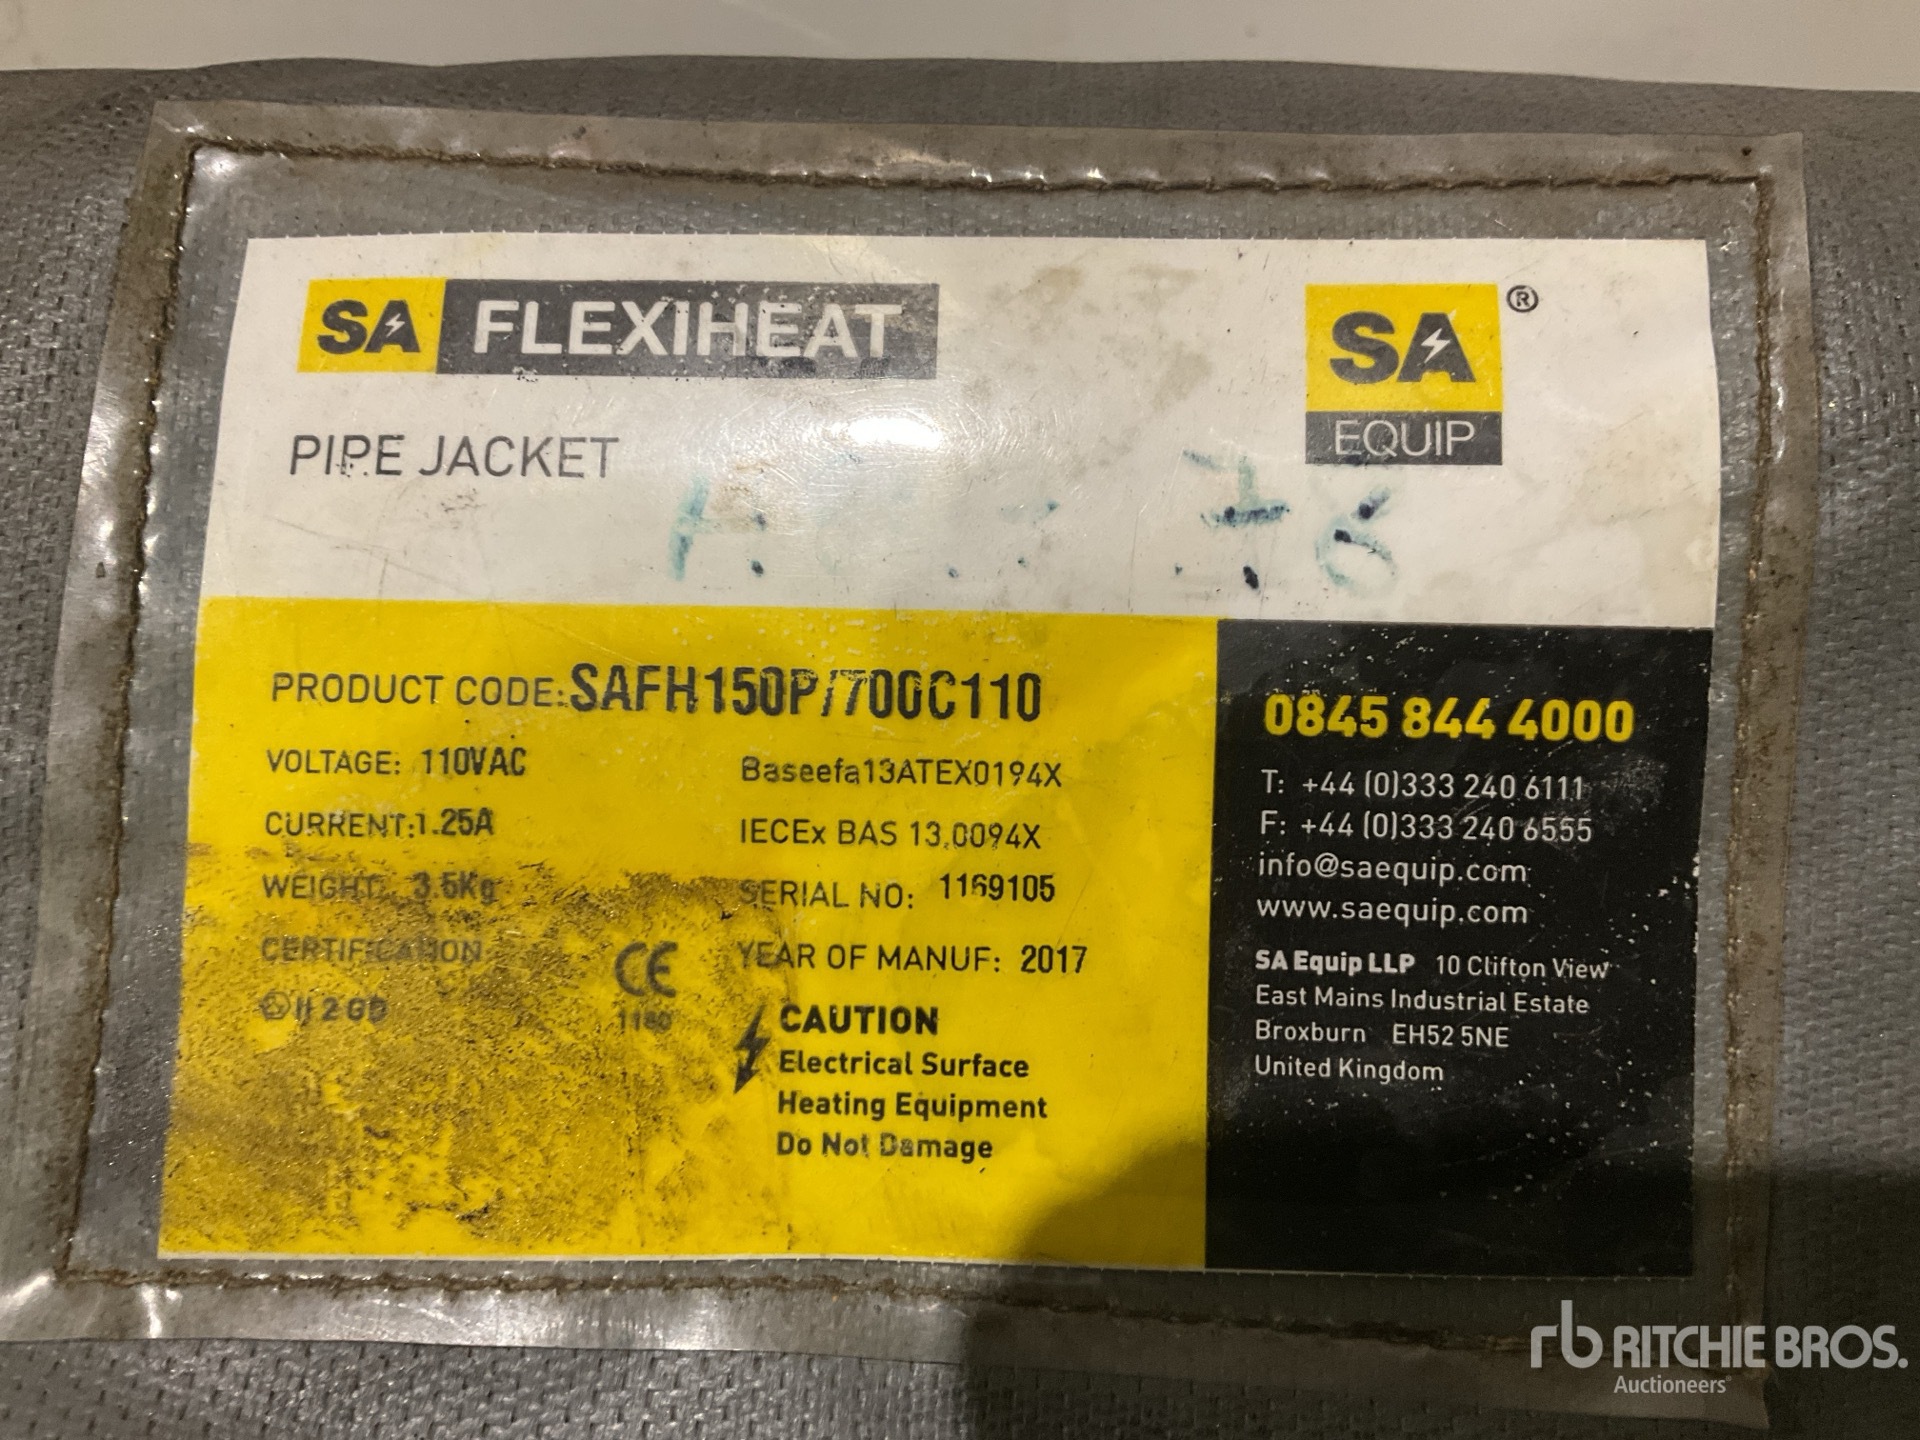 SA FLEXIHEAT
SA ®
EQUIP
PIPE JACKET
PRODUCT CODE: SAFH150P/700C110
VOLTAGE: 110VAC
CURRENT: 1.25A
WEIGHT: 3.5Kg
CERTIFICATION
II 2 GD
CE
1180
Baseefa13ATEX0194X
IECEx BAS 13.0094X
SERIAL NO: 1169105
YEAR OF MANUF: 2017
CAUTION
Electrical Surface
Heating Equipment
Do Not Damage
0845 844 4000
T: +44 (0)333 240 6111
F: +44 (0)333 240 6555
info@saequip.com
www.saequip.com
SA Equip LLP 10 Clifton View
East Mains Industrial Estate
Broxburn EH52 5NE
United Kingdom
rb RITCHIE BROS.
Auctioneers